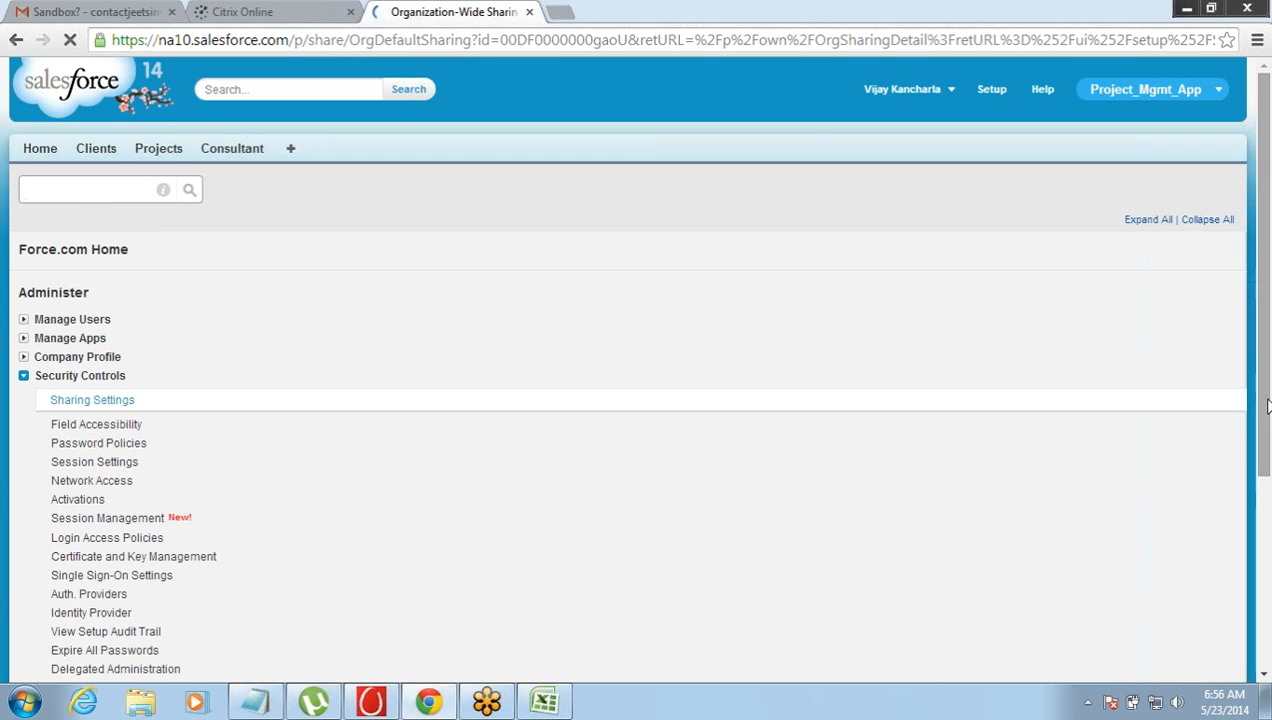 Sandbox? - contactjeetsin
Citrix Online
Organization-Wide Sharin
https://na10.salesforce.com/p/share/OrgDefaultSharing?id=00DF0000000gaoU&retURL=%2Fp%2Fown%2FOrgSharingDetail%3FretURL%3D%252Fui%252Fsetup%252F
salesforce 14
Search...
Search
Vijay Kancharla
Setup
Help
Project_Mgmt_App
Home
Clients
Projects
Consultant
+
Expand All | Collapse All
Force.com Home
Administer
Manage Users
Manage Apps
Company Profile
Security Controls
Sharing Settings
Field Accessibility
Password Policies
Session Settings
Network Access
Activations
Session Management New!
Login Access Policies
Certificate and Key Management
Single Sign-On Settings
Auth. Providers
Identity Provider
View Setup Audit Trail
Expire All Passwords
Delegated Administration
6:56 AM
5/23/2014